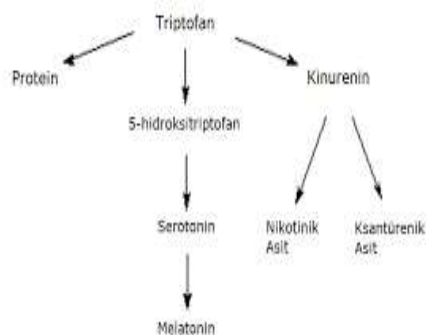 Triptofan
Protein
Kinurenin
5-hidroksitriptofan
Serotonin
Nikotinik
Asit
Ksantürenik
Asit
Melatonin